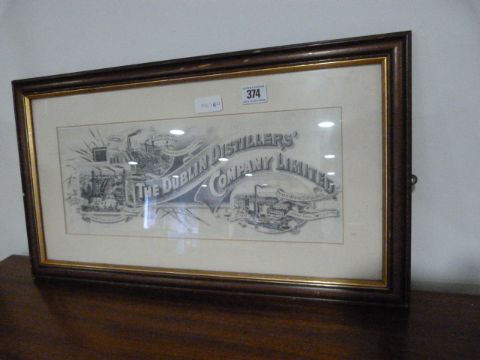 374
THE DUBLIN DISTILLERS'
COMPANY LIMITED